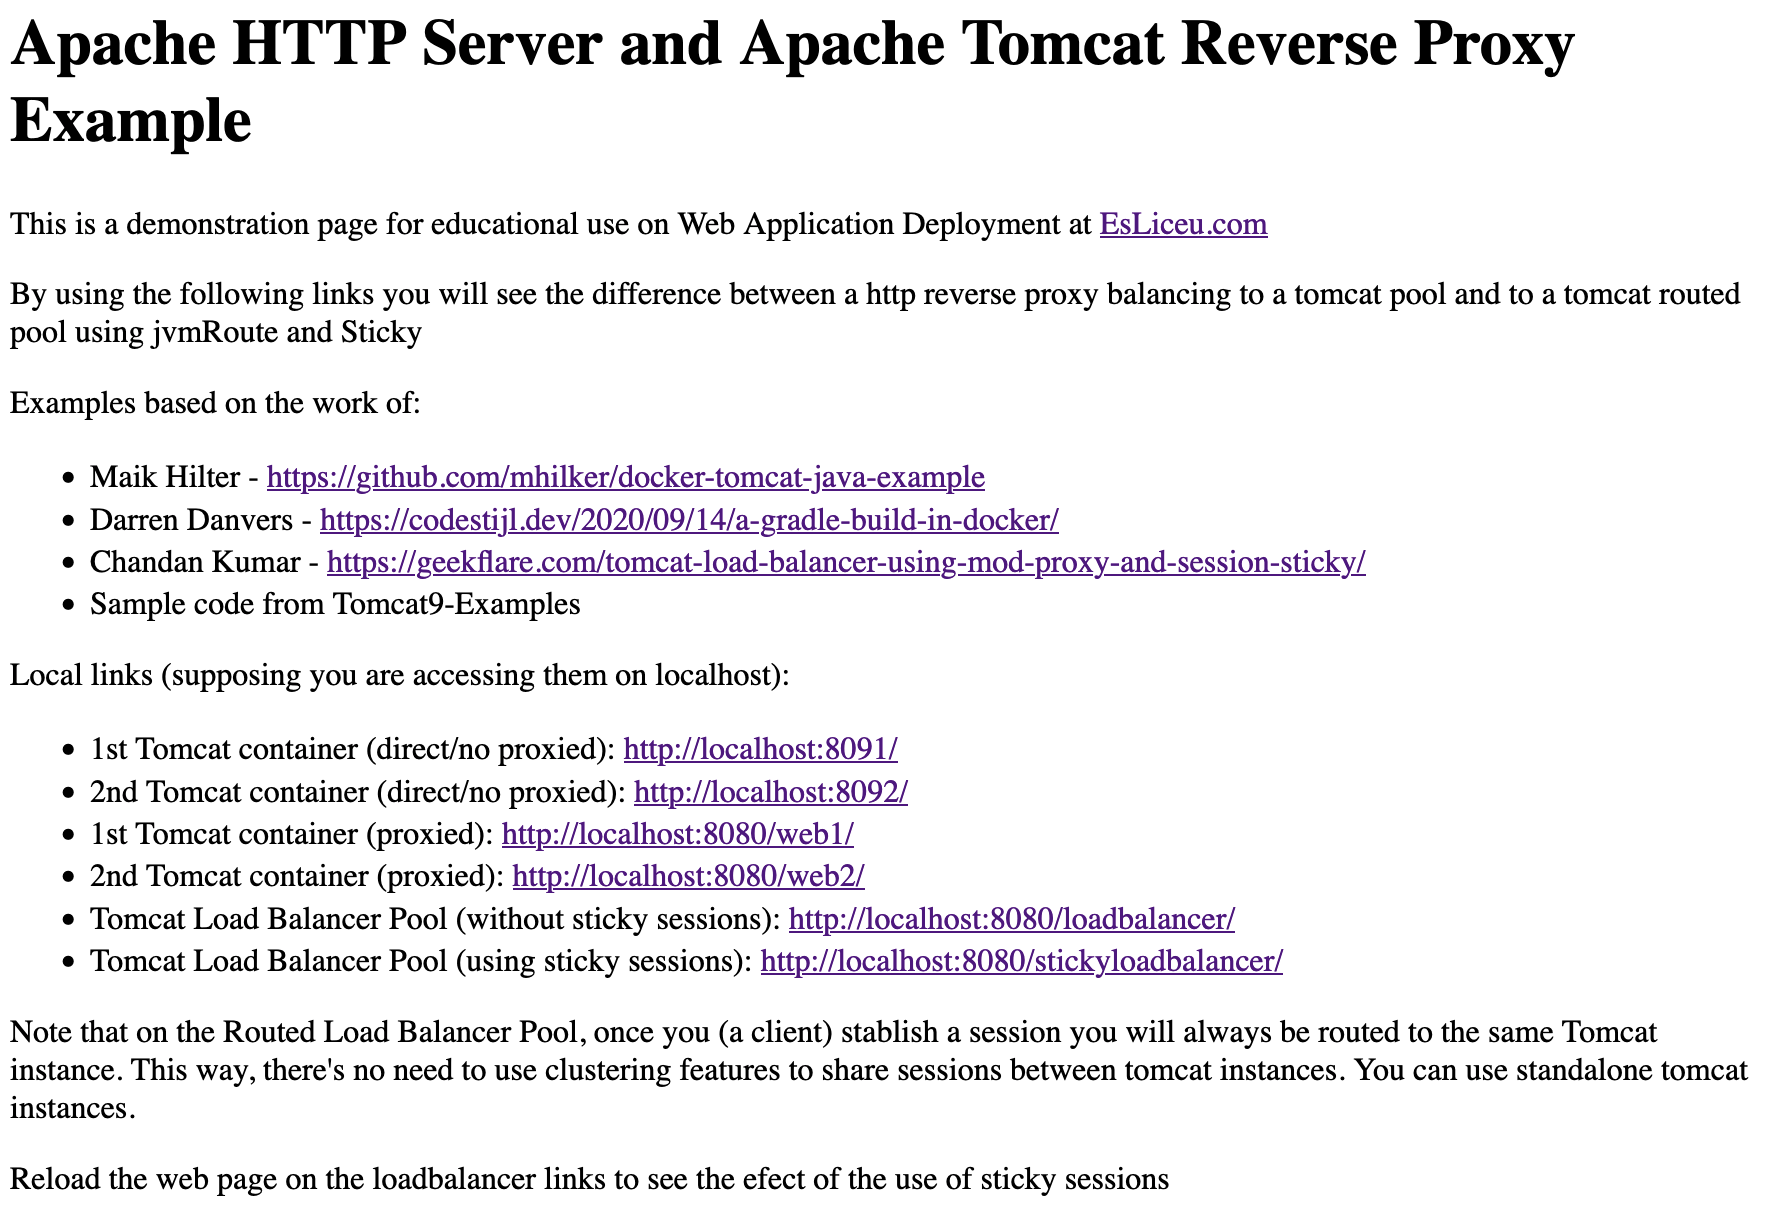 Apache HTTP Server and Apache Tomcat Reverse Proxy
Example
This is a demonstration page for educational use on Web Application Deployment at EsLiceu.com
By using the following links you will see the difference between a http reverse proxy balancing to a tomcat pool and to a tomcat routed
pool using jvmRoute and Sticky
Examples based on the work of:
• Maik Hilter - https://github.com/mhilker/docker-tomcat-java-example
• Darren Danvers - https://codestijl.dev/2020/09/14/a-gradle-build-in-docker/
• Chandan Kumar - https://geekflare.com/tomcat-load-balancer-using-mod-proxy-and-session-sticky/
• Sample code from Tomcat9-Examples
Local links (supposing you are accessing them on localhost):
• 1st Tomcat container (direct/no proxied): http://localhost:8091/
• 2nd Tomcat container (direct/no proxied): http://localhost:8092/
• 1st Tomcat container (proxied): http://localhost:8080/web1/
• 2nd Tomcat container (proxied): http://localhost:8080/web2/
• Tomcat Load Balancer Pool (without sticky sessions): http://localhost:8080/loadbalancer/
• Tomcat Load Balancer Pool (using sticky sessions): http://localhost:8080/stickyloadbalancer/
Note that on the Routed Load Balancer Pool, once you (a client) stablish a session you will always be routed to the same Tomcat
instance. This way, there's no need to use clustering features to share sessions between tomcat instances. You can use standalone tomcat
instances.
Reload the web page on the loadbalancer links to see the efect of the use of sticky sessions